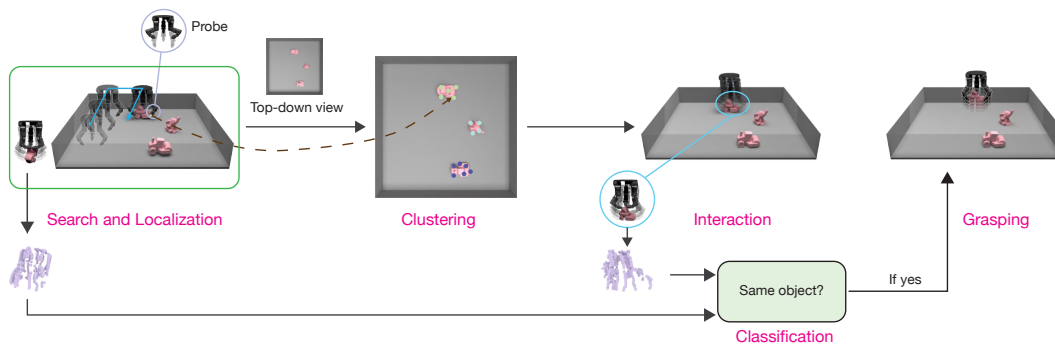 Probe
Top-down view
Search and Localization
Clustering
Interaction
Grasping
Same object?
If yes
Classification